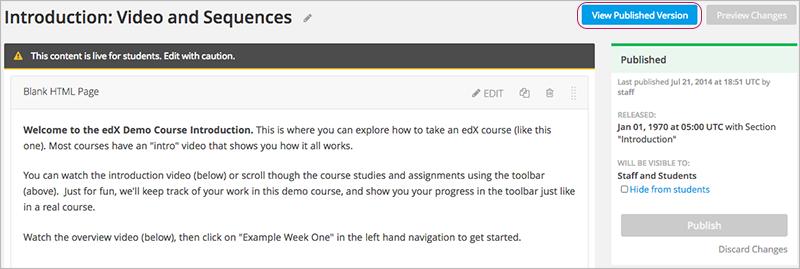 Introduction: Video and Sequences
View Published Version
Preview Changes
This content is live for students. Edit with caution.
Blank HTML Page
EDIT
Welcome to the edX Demo Course Introduction. This is where you can explore how to take an edX course (like this
one). Most courses have an "intro" video that shows you how it all works.
You can watch the introduction video (below) or scroll though the course studies and assignments using the toolbar
(above). Just for fun, we'll keep track of your work in this demo course, and show you your progress in the toolbar just like
in a real course.
Watch the overview video (below), then click on "Example Week One" in the left hand navigation to get started.
Published
Last published Jul 21, 2014 at 18:51 UTC by
staff
RELEASED:
Jan 01, 1970 at 05:00 UTC with Section
"Introduction"
WILL BE VISIBLE TO:
Staff and Students
Hide from students
Publish
Discard Changes